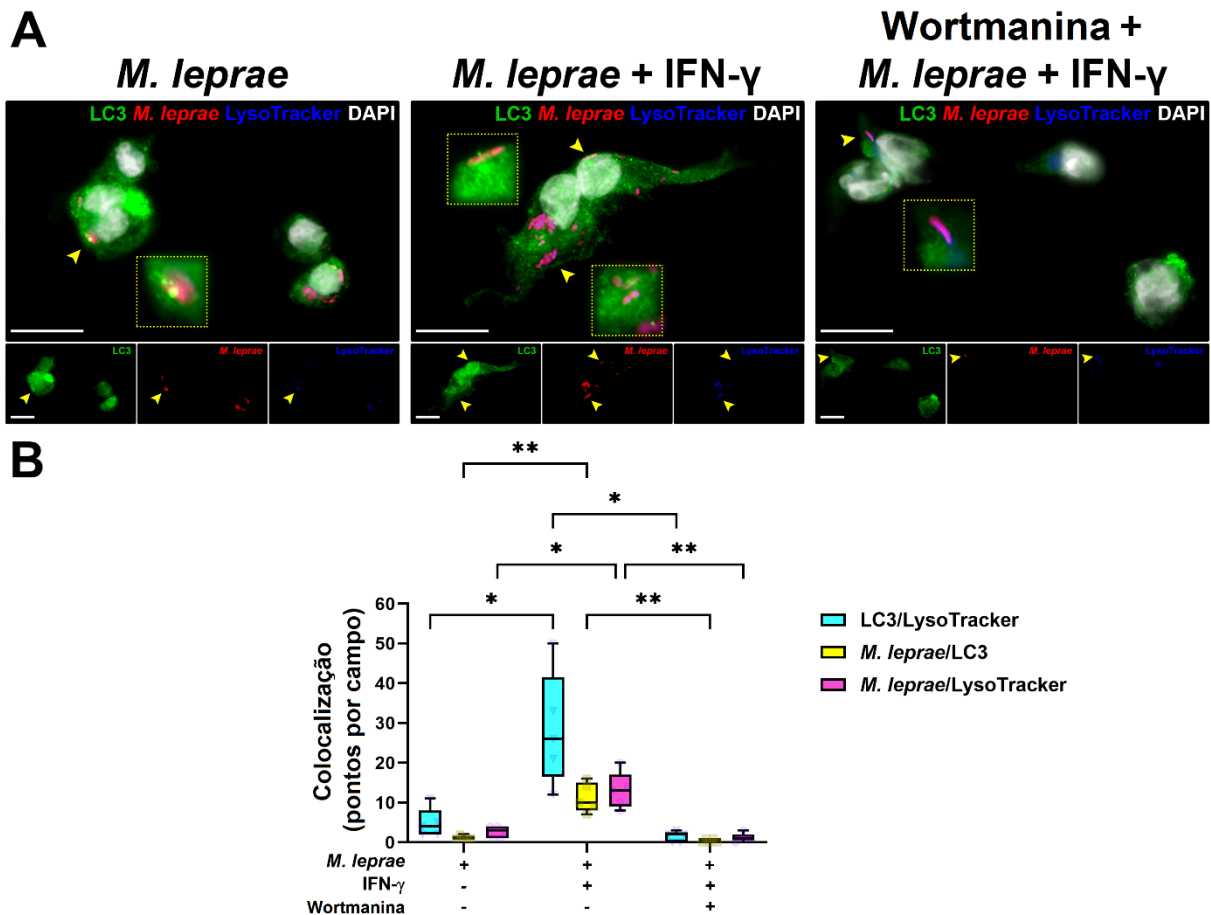 A
M. leprae
M. leprae + IFN-γ
Wortmanina +
M. leprae + IFN-γ
LC3 M. leprae LysoTracker DAPI
LC3 M. leprae LysoTracker DAPI
LC3 M. leprae LysoTracker DAPI
LC3
M. leprae
LysoTracker
LC3
M. leprae
LysoTracker
LC3
M. leprae
LysoTracker
B
**
*
* **
* **
Colocalização
(pontos por campo)
60
50
40
30
20
10
0
LC3/LysoTracker
M. leprae/LC3
M. leprae/LysoTracker
M. leprae + + +
IFN-γ - + +
Wortmanina - - +